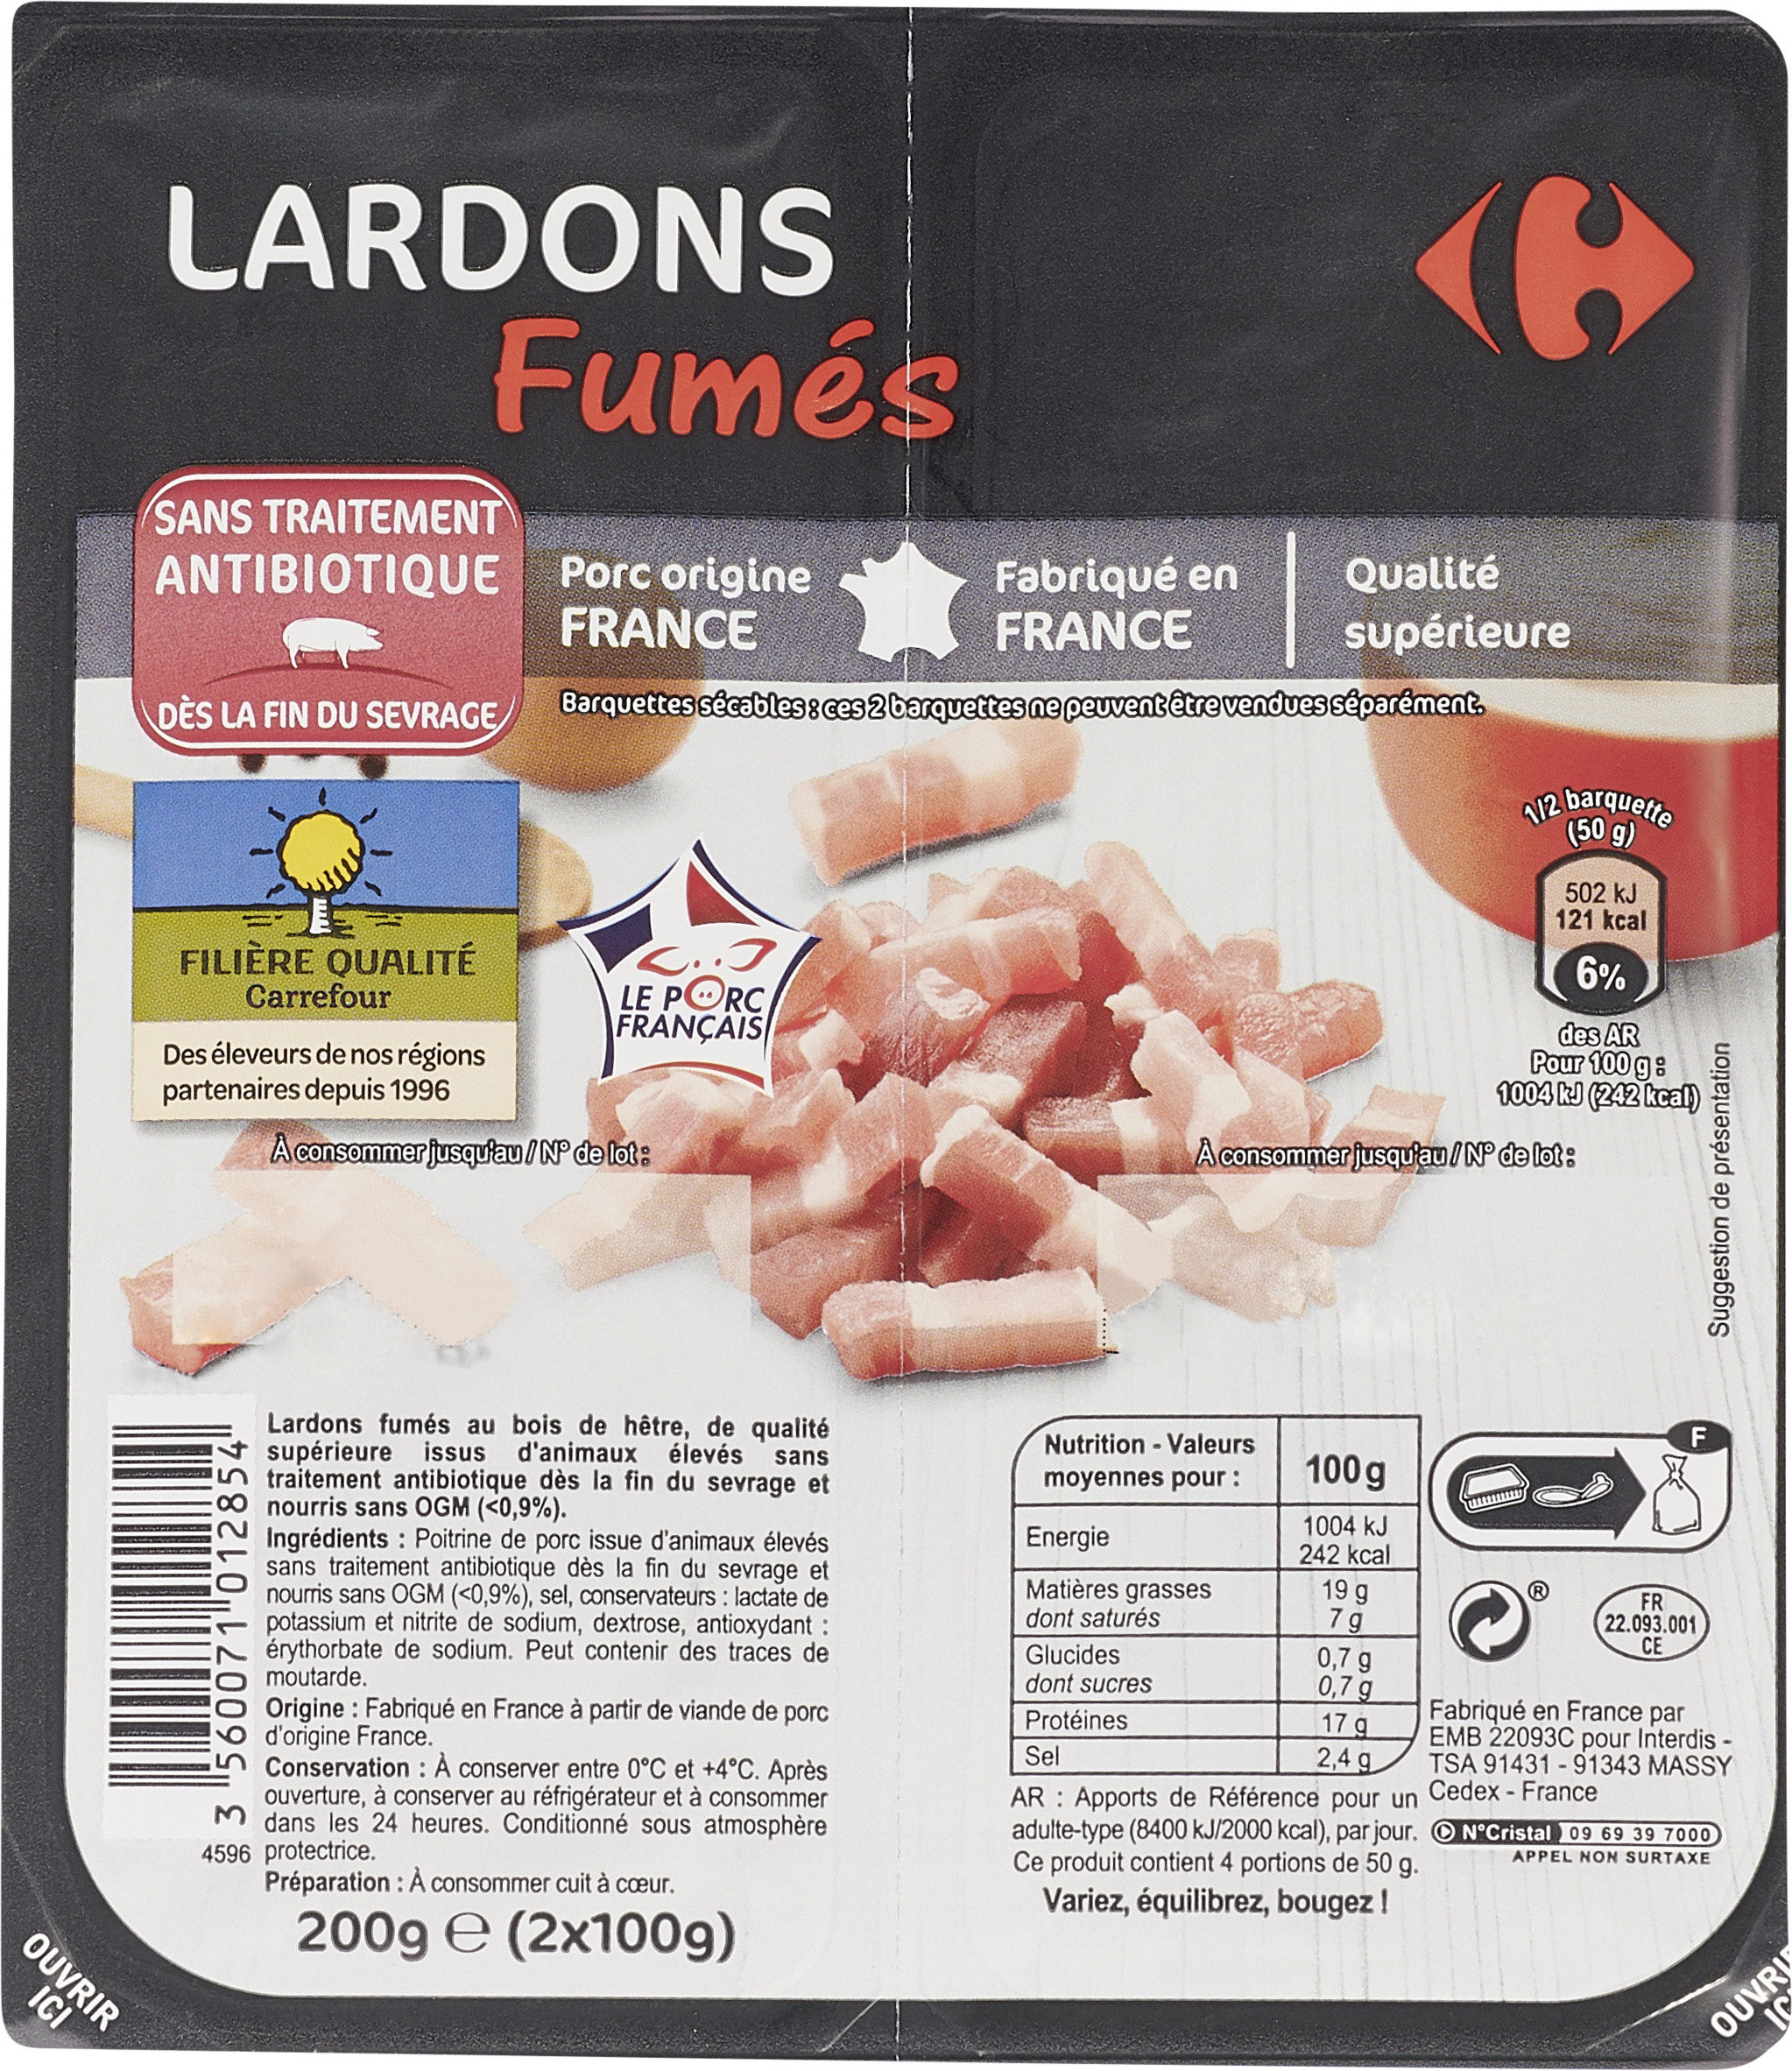 LARDONS
Fumés
SANS TRAITEMENT
ANTIBIOTIQUE
DÈS LA FIN DU SEVRAGE
Porc origine
FRANCE
Fabriqué en
FRANCE
Qualité
supérieure
Barquettes sécables : ces 2 barquettes ne peuvent être vendues séparément.
FILIÈRE QUALITÉ
Carrefour
Des éleveurs de nos régions
partenaires depuis 1996
LE PORC
FRANÇAIS
1/2 barquette
(50 g)
502 kJ
121 kcal
6%
des AR
Pour 100 g :
1004 kJ (242 kcal)
Suggestion de présentation
À consommer jusqu'au / N° de lot :
À consommer jusqu'au / N° de lot :
3 560071 012854
4596
Lardons fumés au bois de hêtre, de qualité
supérieure issus d'animaux élevés sans
traitement antibiotique dès la fin du sevrage et
nourris sans OGM (<0,9%).
Ingrédients : Poitrine de porc issue d'animaux élevés
sans traitement antibiotique dès la fin du sevrage et
nourris sans OGM (<0,9%), sel, conservateurs : lactate de
potassium et nitrite de sodium, dextrose, antioxydant :
érythorbate de sodium. Peut contenir des traces de
moutarde.
Origine : Fabriqué en France à partir de viande de porc
d'origine France.
Conservation : À conserver entre 0°C et +4°C. Après
ouverture, à conserver au réfrigérateur et à consommer
dans les 24 heures. Conditionné sous atmosphère
protectrice.
Préparation : À consommer cuit à cœur.
200g e (2x100g)
Nutrition - Valeurs
moyennes pour :
100g
Energie
1004 kJ
242 kcal
Matières grasses
19 g
dont saturés
7 g
Glucides
0,7 g
dont sucres
0,7 g
Protéines
17 g
Sel
2,4 g
AR : Apports de Référence pour un
adulte-type (8400 kJ/2000 kcal), par jour.
Ce produit contient 4 portions de 50 g.
Variez, équilibrez, bougez !
F
®
FR
22.093.001
CE
Fabriqué en France par
EMB 22093C pour Interdis -
TSA 91431 - 91343 MASSY
Cedex - France
N°Cristal 09 69 39 7000
APPEL NON SURTAXE
OUVRIR
ICI
OUVRIR
ICI